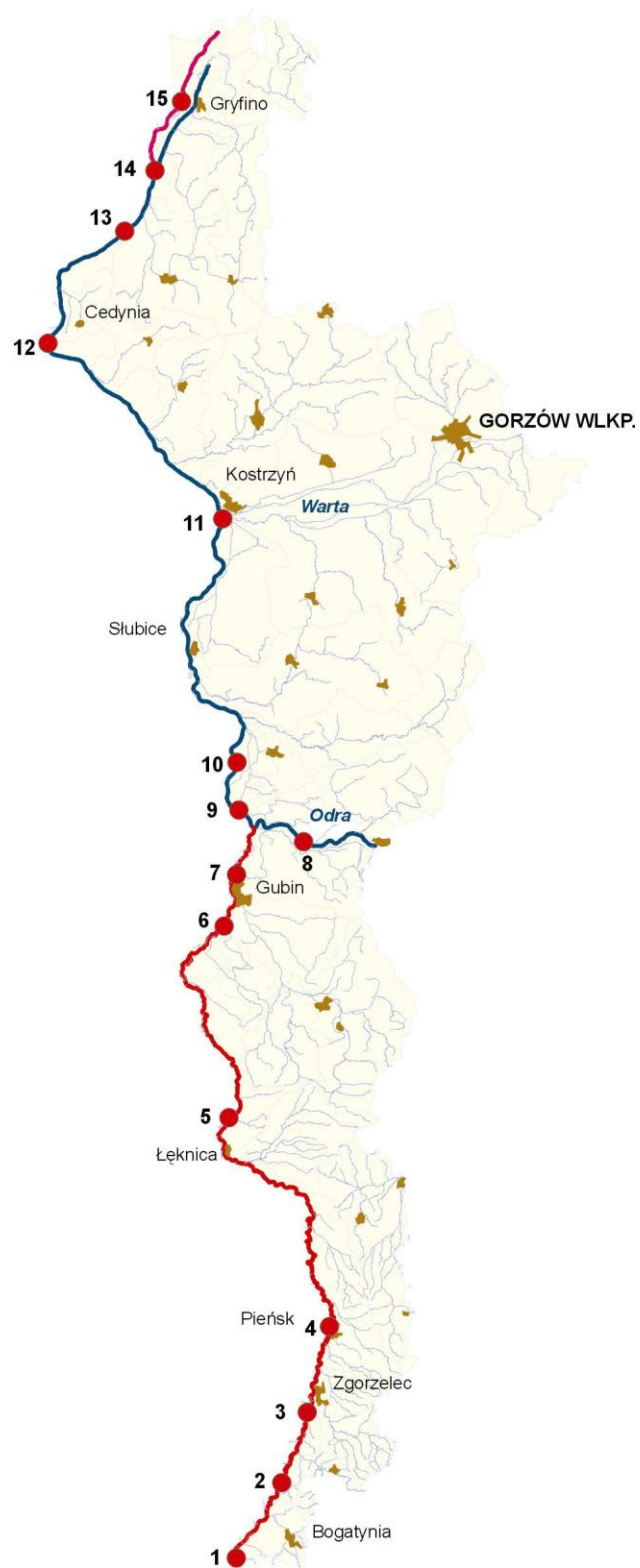 15
Gryfino
14
13
Cedynia
12
GORZÓW WLKP.
Kostrzyń
Warta
11
Słubice
10
9
Odra
8
7
Gubin
6
5
Łęknica
Pieńsk
4
Zgorzelec
3
2
Bogatynia
1